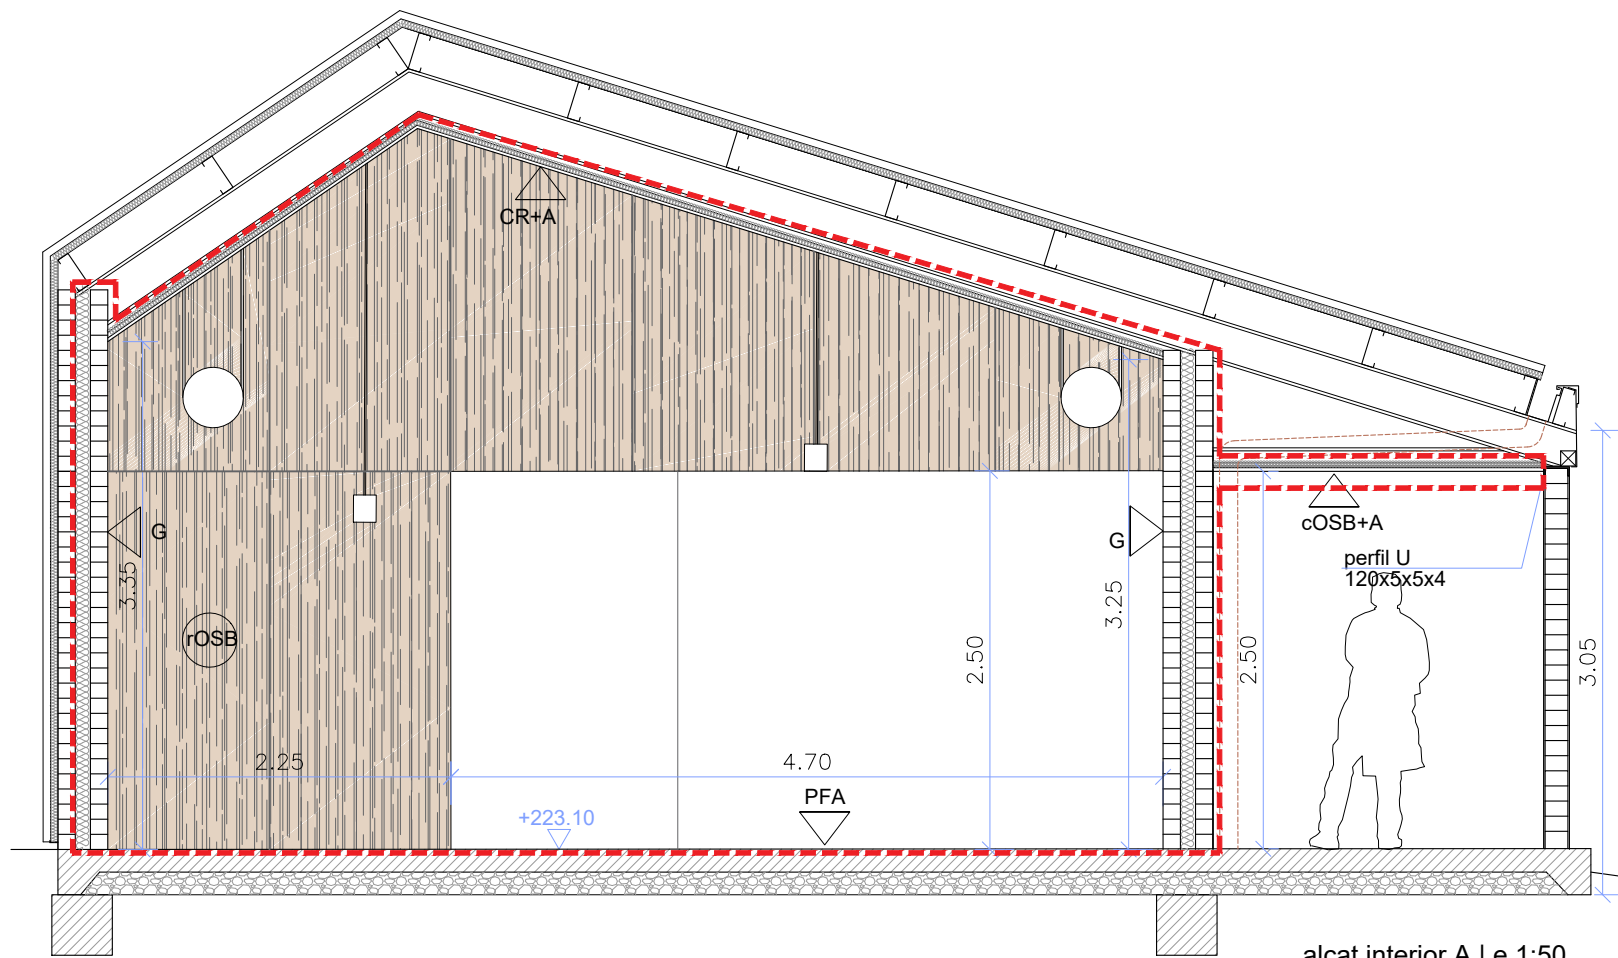 CR+A
G
G
cOSB+A
perfil U
120x5x5x4
3.35
3.25
rOSB
2.50
2.50
3.05
2.25
4.70
PFA
+223.10
alçat interior A | e 1:50